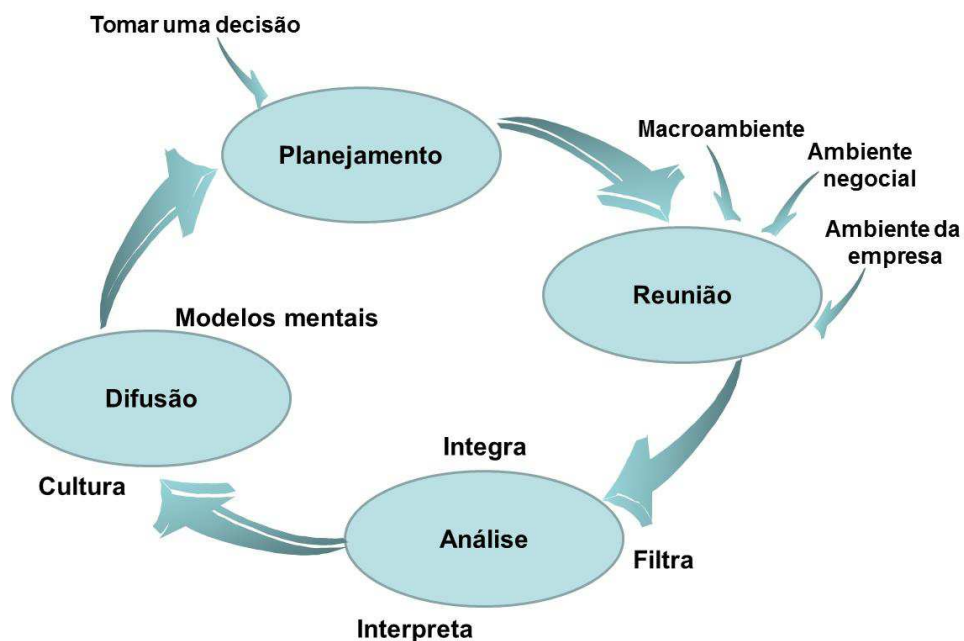 Tomar uma decisão
Planejamento
Macroambiente
Ambiente
negocial
Ambiente da
empresa
Reunião
Modelos mentais
Difusão
Cultura
Integra
Análise
Filtra
Interpreta